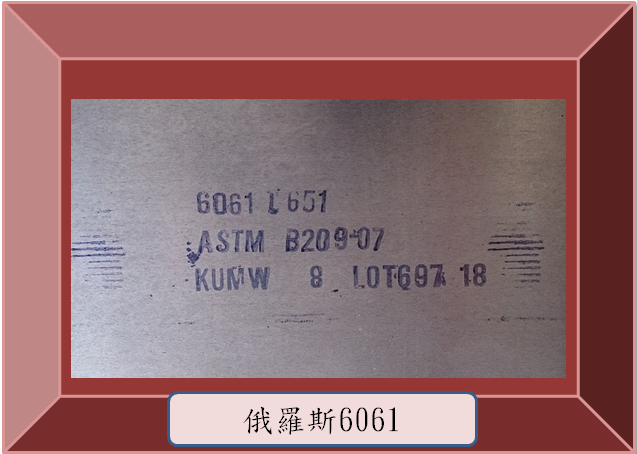 6061 T651
ASTM B209-07
KUMW 8 LOT697 18
俄羅斯6061